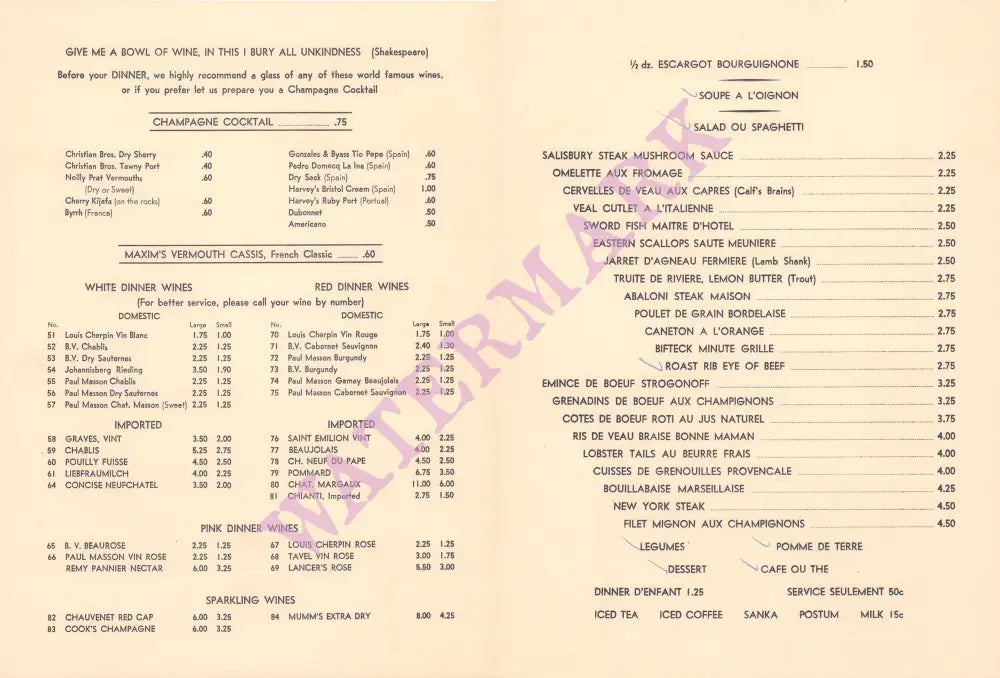 GIVE ME A BOWL OF WINE, IN THIS I BURY ALL UNKINDNESS (Shakespeare)
Before your DINNER, we highly recommend a glass of any of these world famous wines,
or if you prefer let us prepare you a Champagne Cocktail
CHAMPAGNE COCKTAIL .75
Christian Bros. Dry Sherry .40
Christian Bros. Tawny Port .40
Noilly Prat Vermouths .60
(Dry or Sweet)
Cherry Kijafa (on the rocks) .60
Byrrh (France) .60
Gonzales & Byass Tio Pepe (Spain) .60
Pedro Domecq La Ina (Spain) .60
Dry Sack (Spain) .75
Harvey's Bristol Cream (Spain) 1.00
Harvey's Ruby Port (Portual) .60
Dubonnet .50
Americano .50
MAXIM'S VERMOUTH CASSIS, French Classic .60
WHITE DINNER WINES RED DINNER WINES
(For better service, please call your wine by number)
DOMESTIC
No. Large Small
51 Louis Cherpin Vin Blanc 1.75 1.00
52 B.V. Chablis 2.25 1.25
53 B.V. Dry Sauternes 2.25 1.25
54 Johannisberg Riesling 3.50 1.90
55 Paul Masson Chablis 2.25 1.25
56 Paul Masson Dry Sauternes 2.25 1.25
57 Paul Masson Chat. Masson (Sweet) 2.25 1.25
IMPORTED
58 GRAVES, VINT 3.50 2.00
59 CHABLIS 5.25 2.75
60 POUILLY FUISSE 4.50 2.50
61 LIEBFRAUMILCH 4.00 2.25
64 CONCISE NEUFCHATEL 3.50 2.00
DOMESTIC
No. Large Small
70 Louis Cherpin Vin Rouge 1.75 1.00
71 B.V. Cabernet Sauvignon 2.40 1.30
72 Paul Masson Burgundy 2.25 1.25
73 B.V. Burgundy 2.25 1.25
74 Paul Masson Gamay Beaujolais 2.25 1.25
75 Paul Masson Cabernet Sauvignon 2.25 1.25
IMPORTED
76 SAINT EMILION VINT 4.00 2.25
77 BEAUJOLAIS 4.00 2.25
78 CH. NEUF DU PAPE 4.50 2.50
79 POMMARD 6.75 3.50
80 CHAT. MARGAUX 11.00 6.00
81 CHIANTI, Imported 2.75 1.50
PINK DINNER WINES
65 B. V. BEAUROSE 2.25 1.25
66 PAUL MASSON VIN ROSE 2.25 1.25
REMY PANNIER NECTAR 6.00 3.25
67 LOUIS CHERPIN ROSE 2.25 1.25
68 TAVEL VIN ROSE 3.00 1.75
69 LANCER'S ROSE 5.50 3.00
SPARKLING WINES
82 CHAUVENET RED CAP 6.00 3.25
83 COOK'S CHAMPAGNE 6.00 3.25
84 MUMM'S EXTRA DRY 8.00 4.25
½ dz. ESCARGOT BOURGUIGNONE 1.50
SOUPE A L'OIGNON
SALAD OU SPAGHETTI
SALISBURY STEAK MUSHROOM SAUCE 2.25
OMELETTE AUX FROMAGE 2.25
CERVELLES DE VEAU AUX CAPRES (Calf's Brains) 2.25
VEAL CUTLET A L'ITALIENNE 2.25
SWORD FISH MAITRE D'HOTEL 2.50
EASTERN SCALLOPS SAUTE MEUNIERE 2.50
JARRET D'AGNEAU FERMIERE (Lamb Shank) 2.50
TRUITE DE RIVIERE, LEMON BUTTER (Trout) 2.75
ABALONI STEAK MAISON 2.75
POULET DE GRAIN BORDELAISE 2.75
CANETON A L'ORANGE 2.75
BIFTECK MINUTE GRILLE 2.75
ROAST RIB EYE OF BEEF 2.75
EMINCE DE BOEUF STROGONOFF 3.25
GRENADINS DE BOEUF AUX CHAMPIGNONS 3.25
COTES DE BOEUF ROTI AU JUS NATUREL 3.75
RIS DE VEAU BRAISE BONNE MAMAN 4.00
LOBSTER TAILS AU BEURRE FRAIS 4.00
CUISSES DE GRENOUILLES PROVENCALE 4.00
BOUILLABAISE MARSEILLAISE 4.25
NEW YORK STEAK 4.50
FILET MIGNON AUX CHAMPIGNONS 4.50
LEGUMES POMME DE TERRE
DESSERT CAFE OU THE
DINNER D'ENFANT 1.25 SERVICE SEULEMENT 50c
ICED TEA ICED COFFEE SANKA POSTUM MILK 15c
WATERMARK